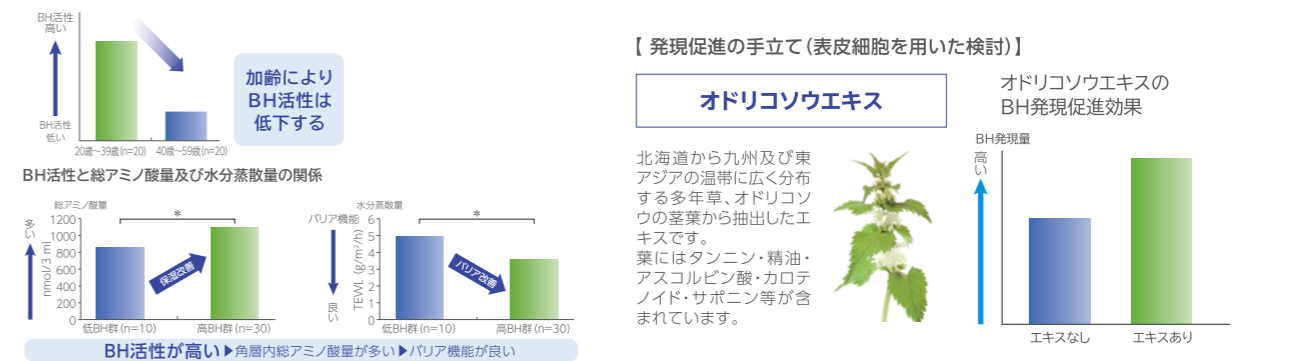 BH活性
高い
BH活性
低い
20歳～39歳(n=20)
40歳～59歳(n=20)
加齢により
BH活性は
低下する
BH活性と総アミノ酸量及び水分蒸散量の関係
総アミノ酸量
多い
nmol/3 ml
1200
1000
800
600
400
200
0
*
保湿改善
低BH群(n=10)
高BH群(n=30)
水分蒸散量
バリア機能
良い
TEWL (g/m²/h)
6
5
4
3
2
1
0
*
バリア改善
低BH群(n=10)
高BH群(n=30)
BH活性が高い▶角層内総アミノ酸量が多い▶バリア機能が良い
【 発現促進の手立て(表皮細胞を用いた検討)】
オドリコソウエキス
北海道から九州及び東
アジアの温帯に広く分布
する多年草、オドリコソ
ウの茎葉から抽出したエ
キスです。
葉にはタンニン・精油・
アスコルビン酸・カロテ
ノイド・サポニン等が含
まれています。
オドリコソウエキスの
BH発現促進効果
BH発現量
高い
エキスなし
エキスあり